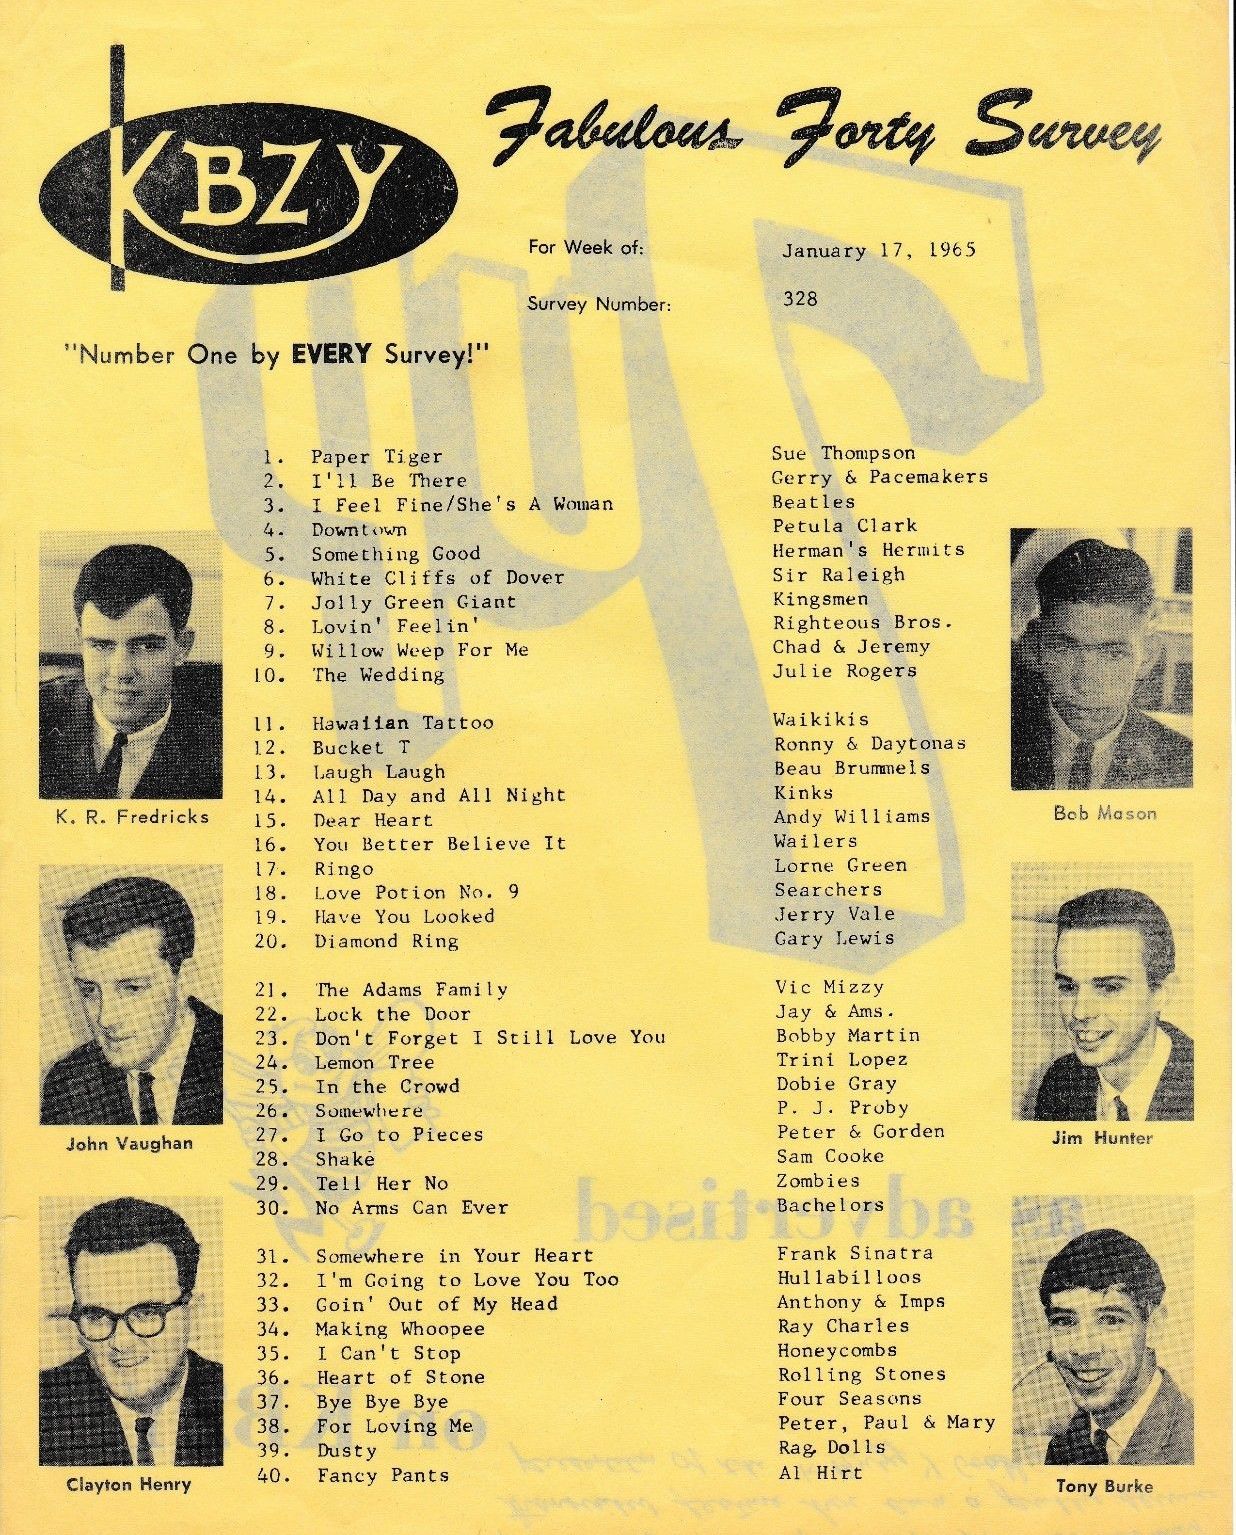 KBZY
Fabulous Forty Survey
For Week of: January 17, 1965
Survey Number: 328
"Number One by EVERY Survey!"
1. Paper Tiger Sue Thompson
2. I'll Be There Gerry & Pacemakers
3. I Feel Fine/She's A Woman Beatles
4. Downtown Petula Clark
5. Something Good Herman's Hermits
6. White Cliffs of Dover Sir Raleigh
7. Jolly Green Giant Kingsmen
8. Lovin' Feelin' Righteous Bros.
9. Willow Weep For Me Chad & Jeremy
10. The Wedding Julie Rogers
11. Hawaiian Tattoo Waikikis
12. Bucket T Ronny & Daytonas
13. Laugh Laugh Beau Brummels
14. All Day and All Night Kinks
15. Dear Heart Andy Williams
16. You Better Believe It Wailers
17. Ringo Lorne Green
18. Love Potion No. 9 Searchers
19. Have You Looked Jerry Vale
20. Diamond Ring Gary Lewis
21. The Adams Family Vic Mizzy
22. Lock the Door Jay & Ams.
23. Don't Forget I Still Love You Bobby Martin
24. Lemon Tree Trini Lopez
25. In the Crowd Dobie Gray
26. Somewhere P. J. Proby
27. I Go to Pieces Peter & Gorden
28. Shake Sam Cooke
29. Tell Her No Zombies
30. No Arms Can Ever Bachelors
31. Somewhere in Your Heart Frank Sinatra
32. I'm Going to Love You Too Hullabilloos
33. Goin' Out of My Head Anthony & Imps
34. Making Whoopee Ray Charles
35. I Can't Stop Honeycombs
36. Heart of Stone Rolling Stones
37. Bye Bye Bye Four Seasons
38. For Loving Me Peter, Paul & Mary
39. Dusty Rag Dolls
40. Fancy Pants Al Hirt
K. R. Fredricks
John Vaughan
Clayton Henry
Bob Mason
Jim Hunter
Tony Burke
as advertised
on